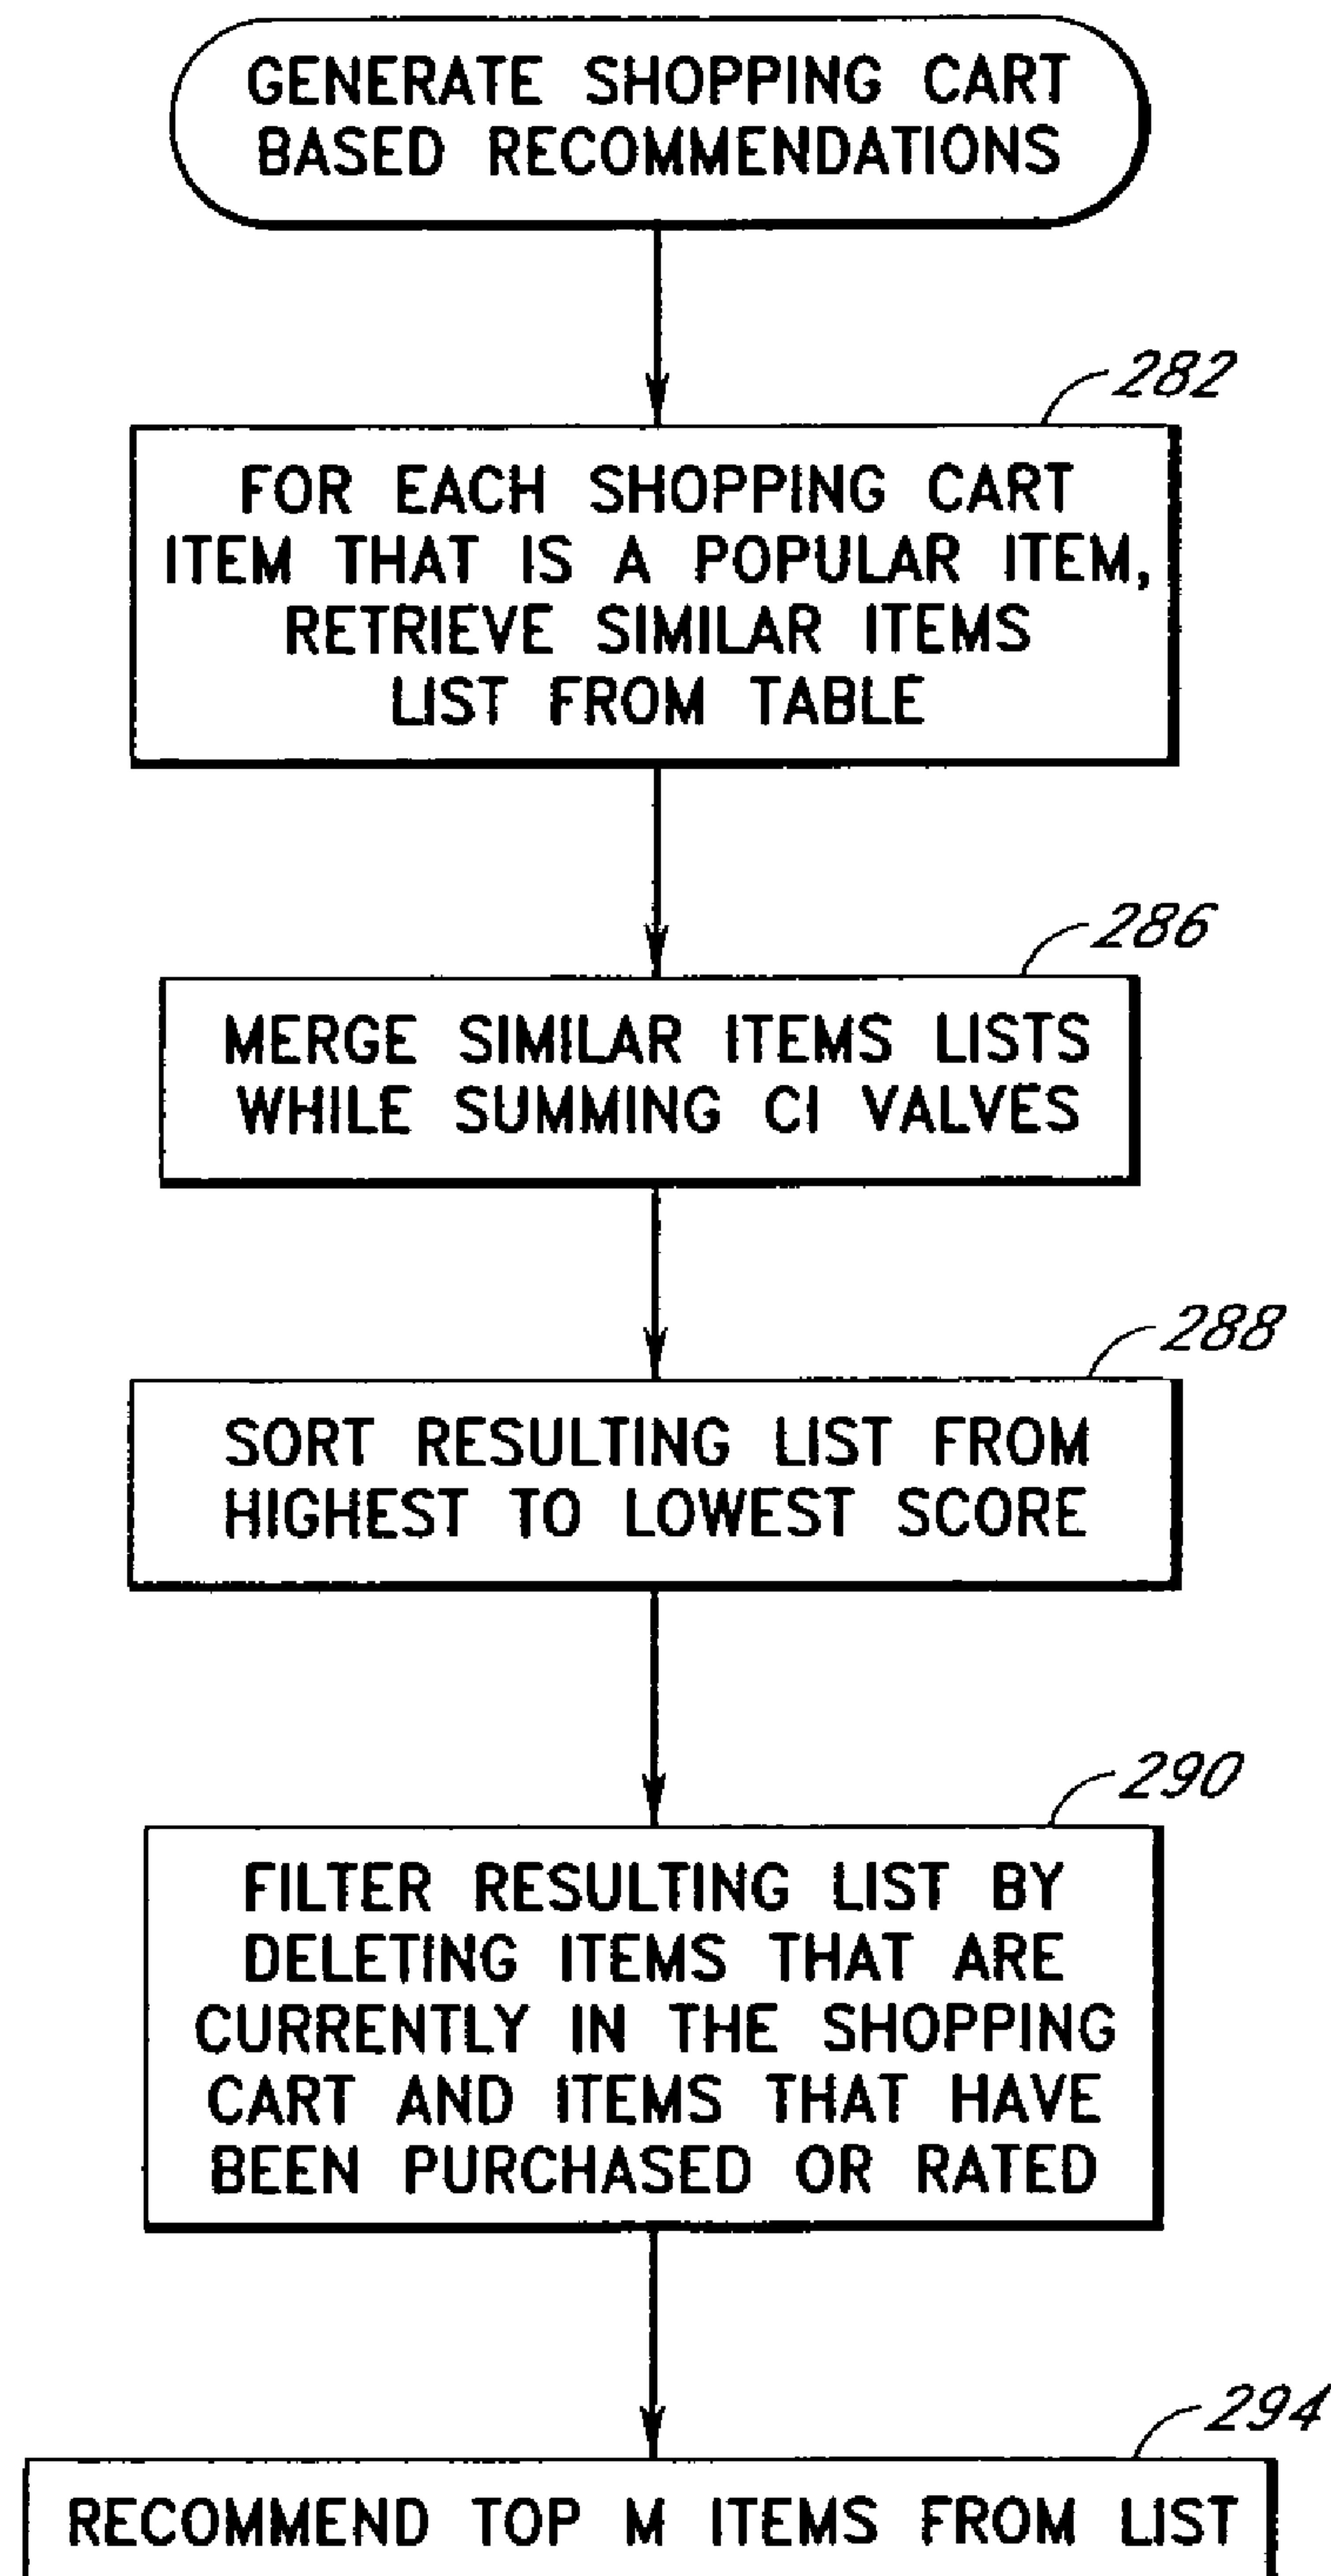 GENERATE SHOPPING CART
BASED RECOMMENDATIONS
282
FOR EACH SHOPPING CART
ITEM THAT IS A POPULAR ITEM,
RETRIEVE SIMILAR ITEMS
LIST FROM TABLE
286
MERGE SIMILAR ITEMS LISTS
WHILE SUMMING CI VALVES
288
SORT RESULTING LIST FROM
HIGHEST TO LOWEST SCORE
290
FILTER RESULTING LIST BY
DELETING ITEMS THAT ARE
CURRENTLY IN THE SHOPPING
CART AND ITEMS THAT HAVE
BEEN PURCHASED OR RATED
294
RECOMMEND TOP M ITEMS FROM LIST